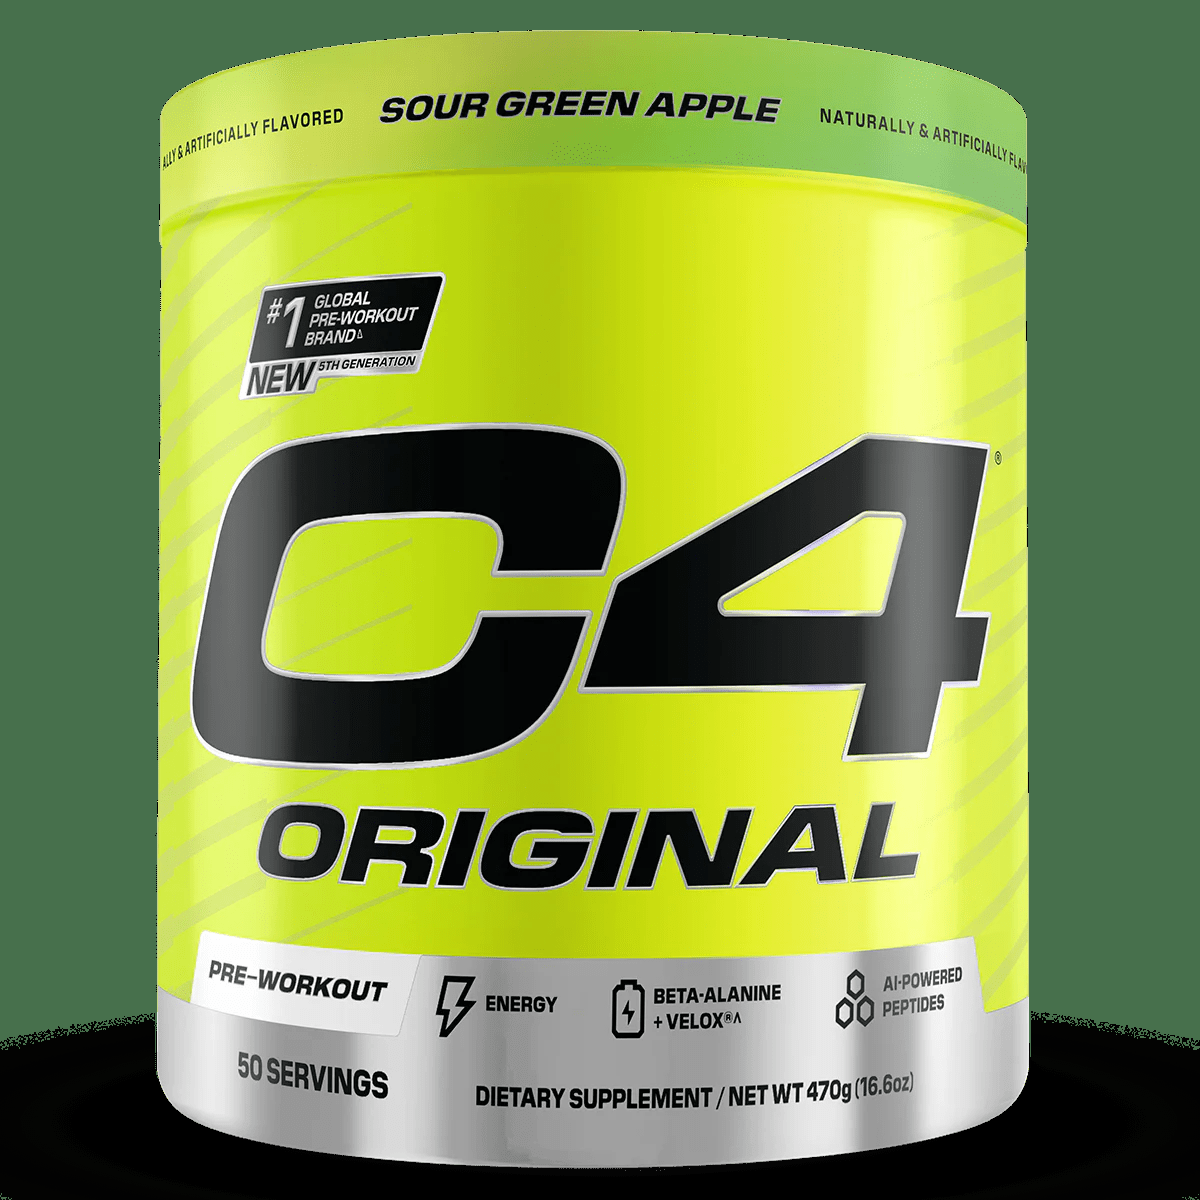 ALLY & ARTIFICIALLY FLAVORED
SOUR GREEN APPLE
NATURALLY & ARTIFICIALLY
#1
GLOBAL
PRE-WORKOUT
BRAND∆
NEW 5TH GENERATION
C4®
ORIGINAL
PRE-WORKOUT
ENERGY
BETA-ALANINE
+ VELOX®^
AI-POWERED
PEPTIDES
50 SERVINGS
DIETARY SUPPLEMENT / NET WT 470g (16.6oz)